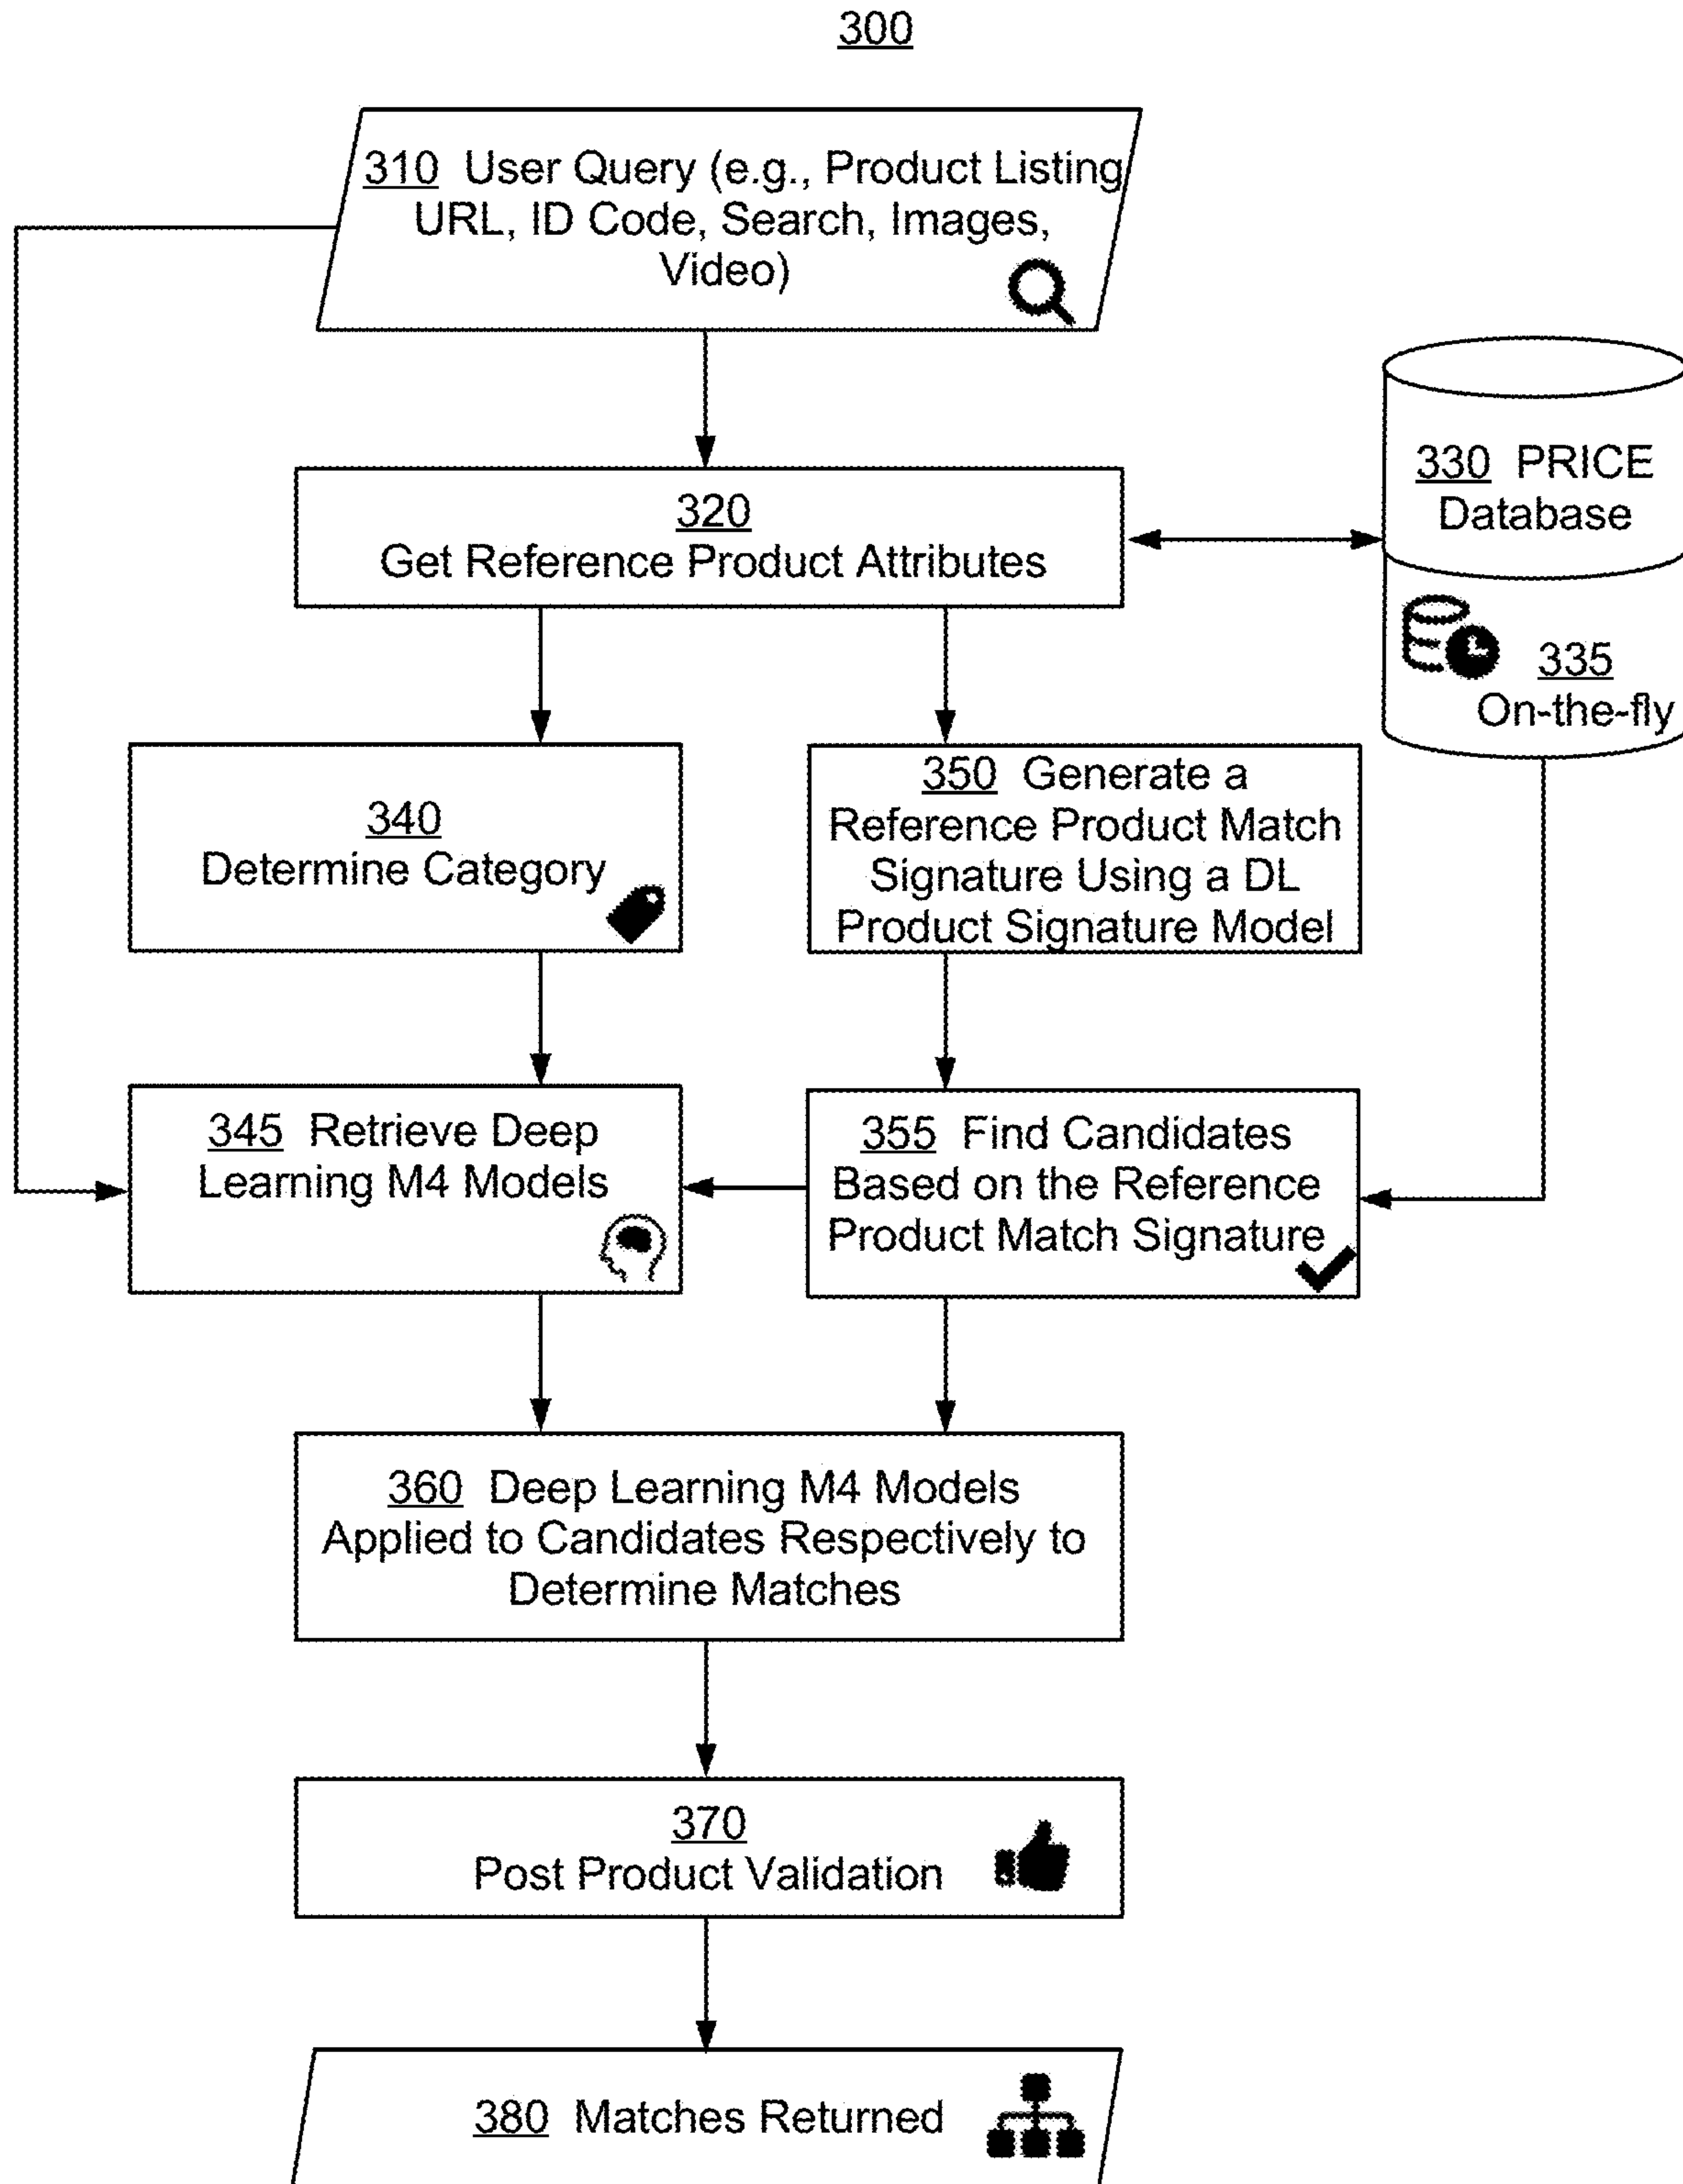 300
310 User Query (e.g., Product Listing
URL, ID Code, Search, Images,
Video)
320
Get Reference Product Attributes
330 PRICE
Database
335
On-the-fly
340
Determine Category
350 Generate a
Reference Product Match
Signature Using a DL
Product Signature Model
345 Retrieve Deep
Learning M4 Models
355 Find Candidates
Based on the Reference
Product Match Signature
360 Deep Learning M4 Models
Applied to Candidates Respectively to
Determine Matches
370
Post Product Validation
380 Matches Returned